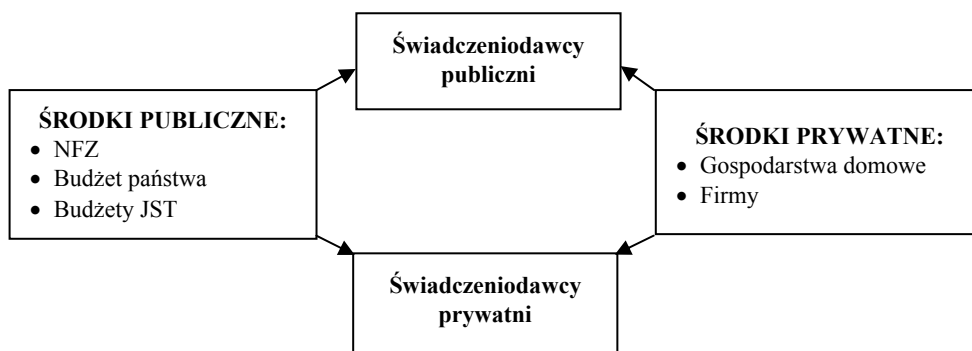 Świadczeniodawcy
publiczni
ŚRODKI PUBLICZNE:
• NFZ
• Budżet państwa
• Budżety JST
ŚRODKI PRYWATNE:
• Gospodarstwa domowe
• Firmy
Świadczeniodawcy
prywatni